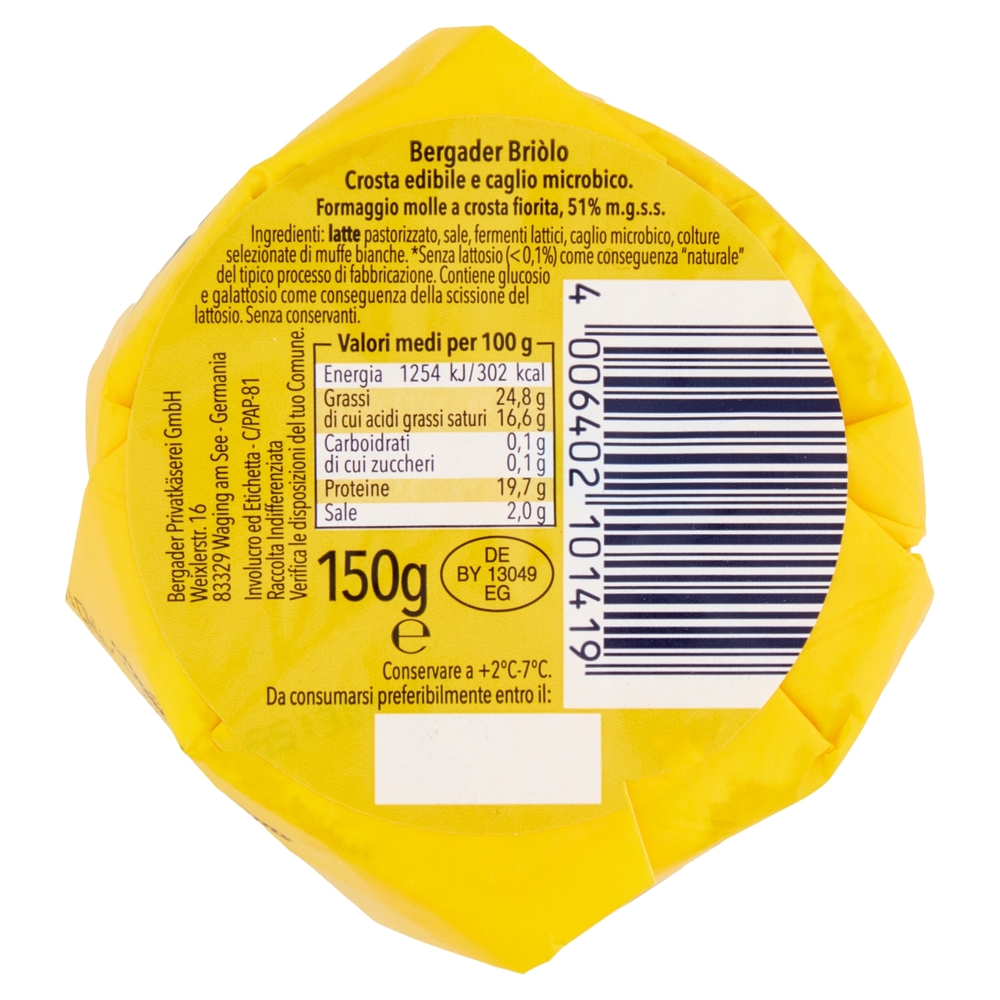 Bergader Briòlo
Crosta edibile e caglio microbico.
Formaggio molle a crosta fiorita, 51% m.g.s.s.
Ingredienti: latte pastorizzato, sale, fermenti lattici, caglio microbico, colture
selezionate di muffe bianche. *Senza lattosio (<0,1%) come conseguenza "naturale"
del tipico processo di fabbricazione. Contiene glucosio
e galattosio come conseguenza della scissione del
lattosio. Senza conservanti.
Bergader Privatkäserei GmbH
Weixlerstr. 16
83329 Waging am See - Germania
Involucro ed Etichetta - C/PAP-81
Raccolta Indifferenziata
Verifica le disposizioni del tuo Comune.
Valori medi per 100 g
Energia 1254 kJ/302 kcal
Grassi 24,8 g
di cui acidi grassi saturi 16,6 g
Carboidrati 0,1 g
di cui zuccheri 0,1 g
Proteine 19,7 g
Sale 2,0 g
150g
e
DE
BY 13049
EG
Conservare a +2°C-7°C.
Da consumarsi preferibilmente entro il:
4 006402 101419